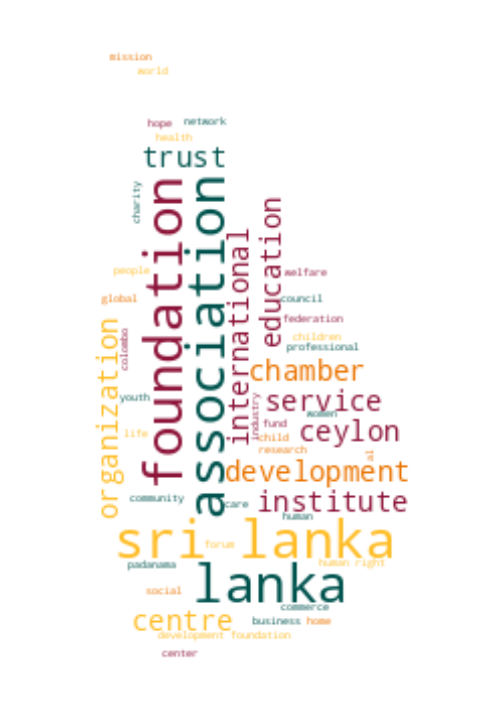 mission
world
hope
network
health
trust
charity
foundation
association
international
education
people
global
welfare
council
federation
children
professional
colombo
organization
chamber
youth
service
women
industry
fund
ceylon
life
child
research
al
development
community
care
institute
human
sri lanka
forum
padanama
human right
lanka
social
commerce
centre
business
home
development foundation
center